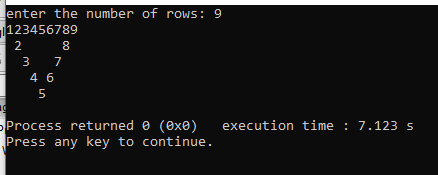 enter the number of rows: 9
123456789
 2     8
  3   7
   4 6
    5
Process returned 0 (0x0)   execution time : 7.123 s
Press any key to continue.